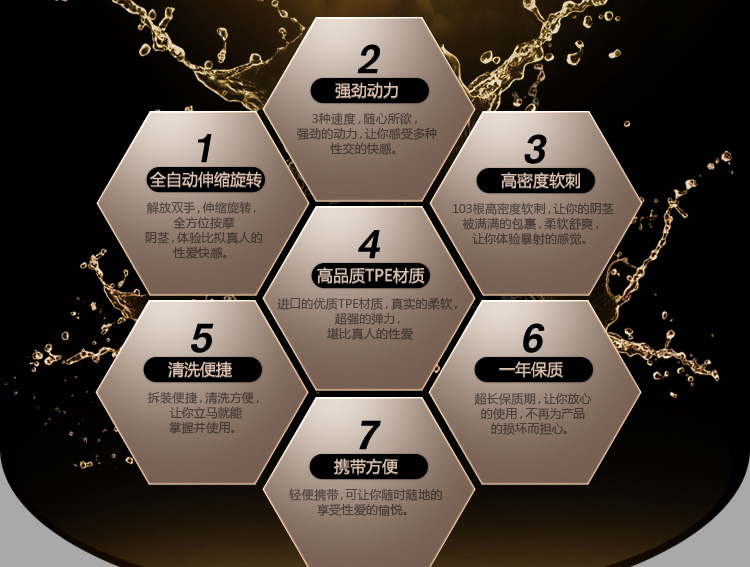 1
全自动伸缩旋转
解放双手,伸缩旋转,
全方位按摩
阴茎,体验比拟真人的
性爱快感。
2
强劲动力
3种速度,随心所欲,
强劲的动力,让你感受多种
性交的快感。
3
高密度软刺
103根高密度软刺,让你的阴茎
被满满的包裹,柔软舒爽,
让你体验暴射的感觉。
4
高品质TPE材质
进口的优质TPE材质,真实的柔软,
超强的弹力,
堪比真人的性爱
5
清洗便捷
拆装便捷,清洗方便,
让你立马就能
掌握并使用。
6
一年保质
超长保质期,让你放心
的使用,不再为产品
的损坏而担心。
7
携带方便
轻便携带,可让你随时随地的
享受性爱的愉悦。